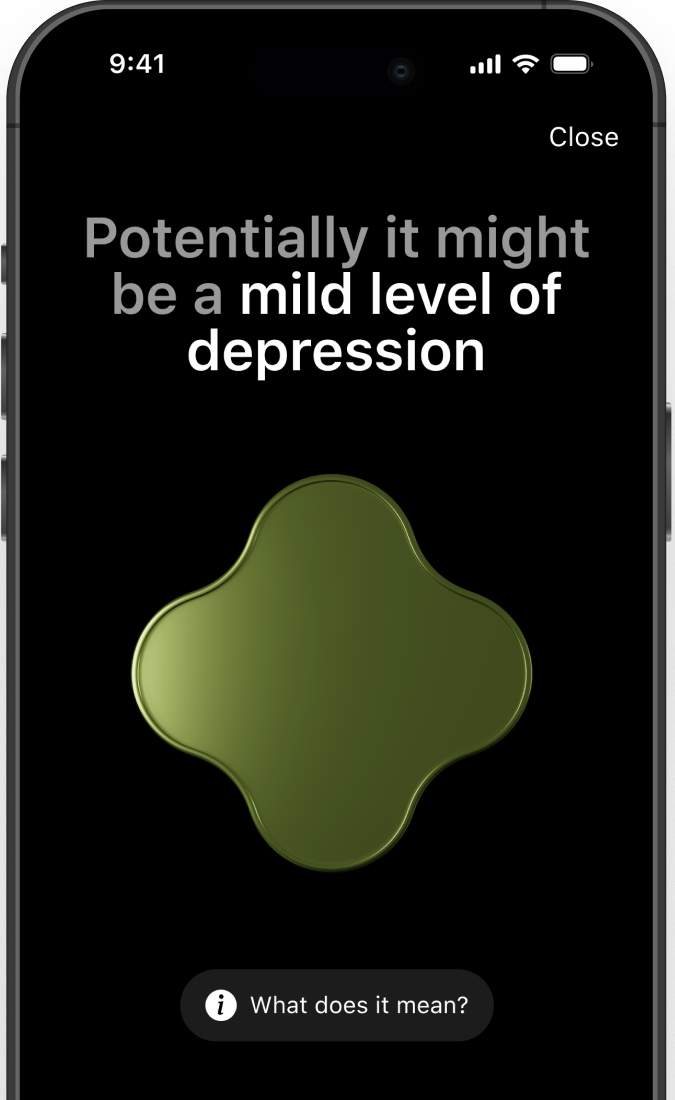 9:41
Close
Potentially it might
be a mild level of
depression
What does it mean?